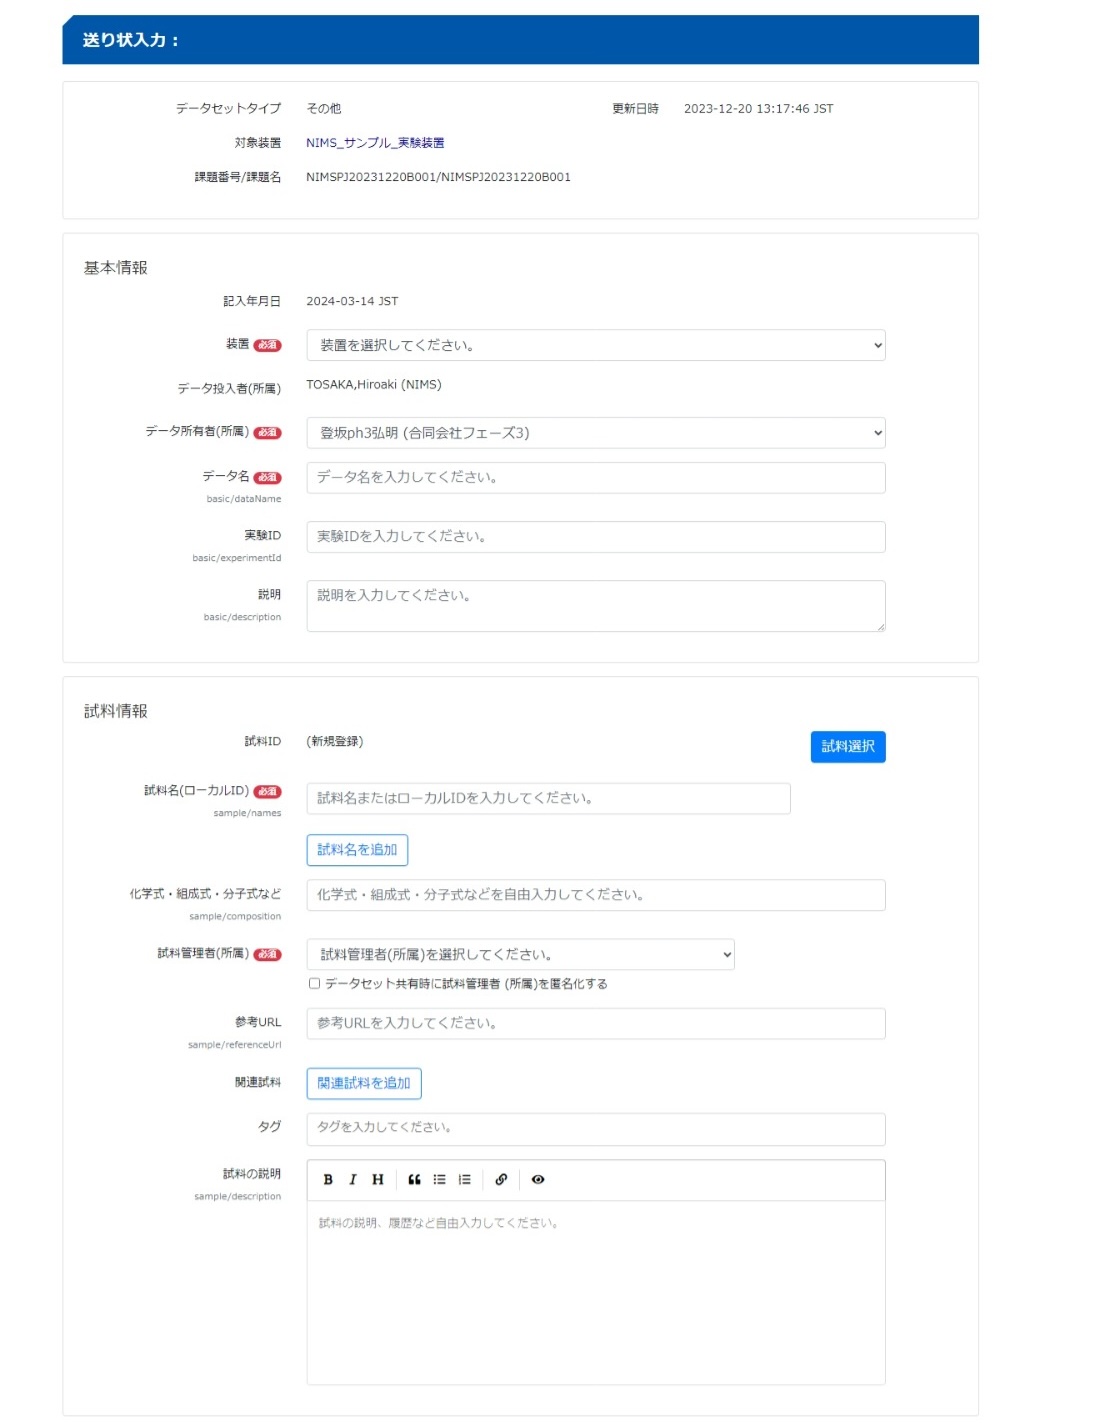 送り状入力：
データセットタイプ その他 更新日時 2023-12-20 13:17:46 JST
対象装置 NIMS_サンプル_実験装置
課題番号/課題名 NIMSPJ20231220B001/NIMSPJ20231220B001
基本情報
記入年月日 2024-03-14 JST
装置 必須 装置を選択してください。
データ投入者(所属) TOSAKA,Hiroaki (NIMS)
データ所有者(所属) 必須 登坂ph3弘明 (合同会社フェーズ3)
データ名 必須 データ名を入力してください。
basic/dataName
実験ID 実験IDを入力してください。
basic/experimentId
説明 説明を入力してください。
basic/description
試料情報
試料ID (新規登録) 試料選択
試料名(ローカルID) 必須 試料名またはローカルIDを入力してください。
sample/names
試料名を追加
化学式・組成式・分子式など 化学式・組成式・分子式などを自由入力してください。
sample/composition
試料管理者(所属) 必須 試料管理者(所属)を選択してください。
データセット共有時に試料管理者 (所属)を匿名化する
参考URL 参考URLを入力してください。
sample/referenceUrl
関連試料 関連試料を追加
タグ タグを入力してください。
試料の説明 B I H
sample/description
試料の説明、履歴など自由入力してください。